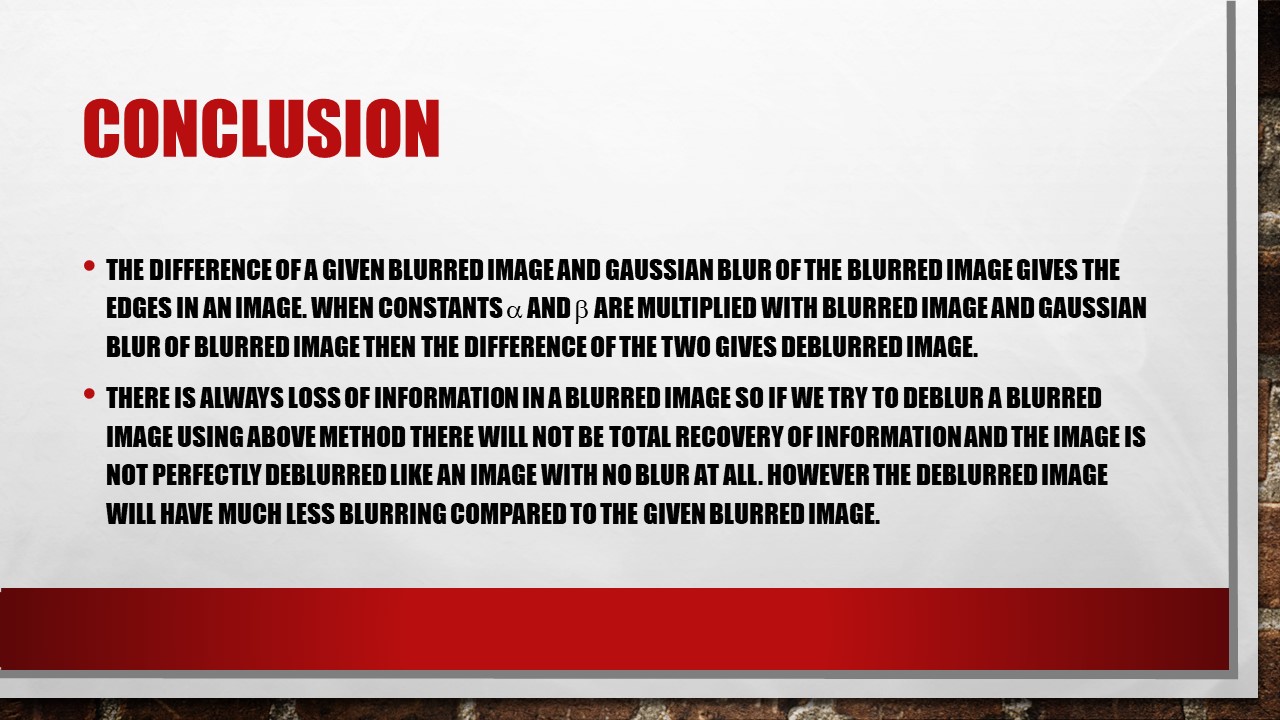 CONCLUSION
• THE DIFFERENCE OF A GIVEN BLURRED IMAGE AND GAUSSIAN BLUR OF THE BLURRED IMAGE GIVES THE
EDGES IN AN IMAGE. WHEN CONSTANTS α AND β ARE MULTIPLIED WITH BLURRED IMAGE AND GAUSSIAN
BLUR OF BLURRED IMAGE THEN THE DIFFERENCE OF THE TWO GIVES DEBLURRED IMAGE.
• THERE IS ALWAYS LOSS OF INFORMATION IN A BLURRED IMAGE SO IF WE TRY TO DEBLUR A BLURRED
IMAGE USING ABOVE METHOD THERE WILL NOT BE TOTAL RECOVERY OF INFORMATION AND THE IMAGE IS
NOT PERFECTLY DEBLURRED LIKE AN IMAGE WITH NO BLUR AT ALL. HOWEVER THE DEBLURRED IMAGE
WILL HAVE MUCH LESS BLURRING COMPARED TO THE GIVEN BLURRED IMAGE.